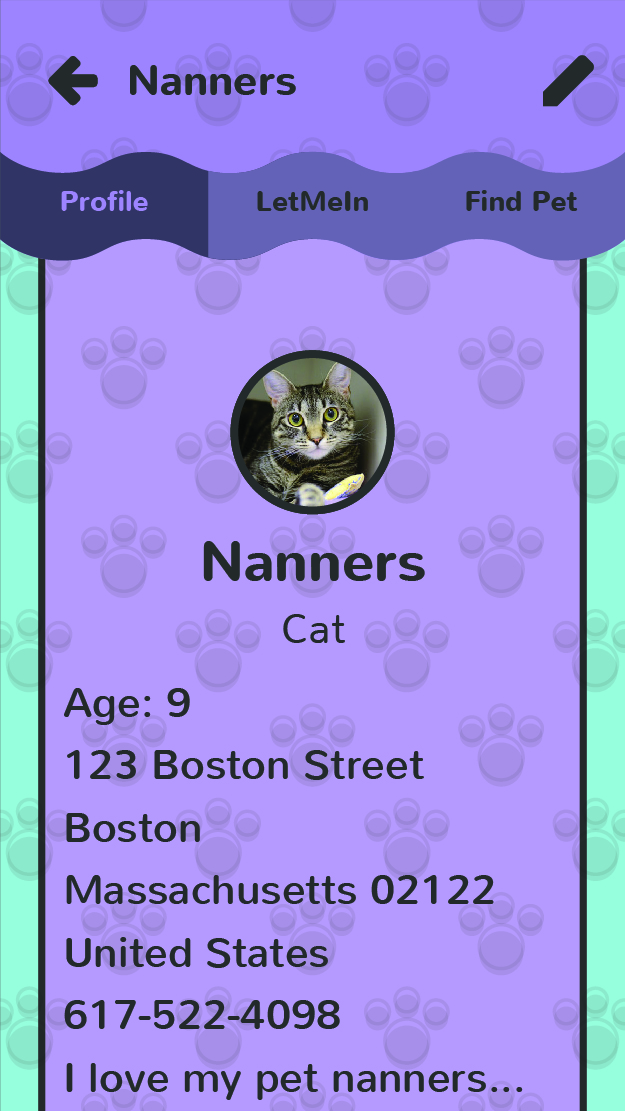 Nanners
Profile LetMeIn Find Pet
Nanners
Cat
Age: 9
123 Boston Street
Boston
Massachusetts 02122
United States
617-522-4098
I love my pet nanners...